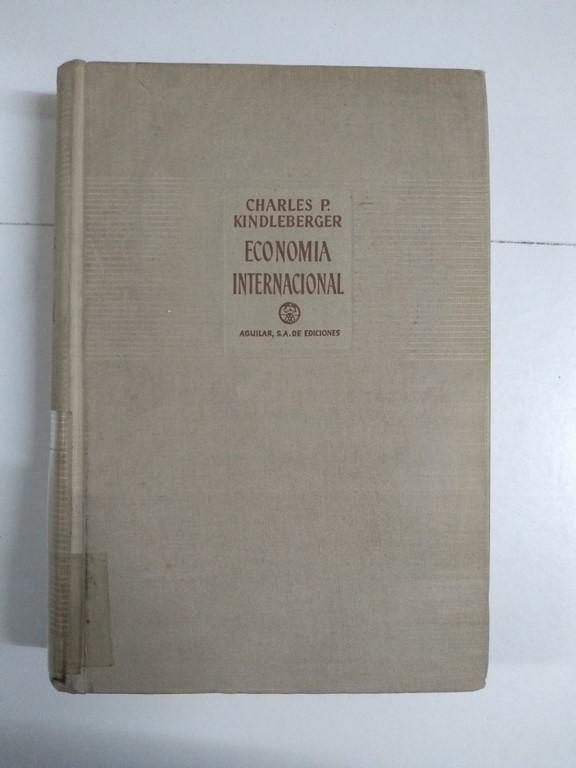 CHARLES P.
KINDLEBERGER
ECONOMIA
INTERNACIONAL
AGUILAR, S.A. DE EDICIONES